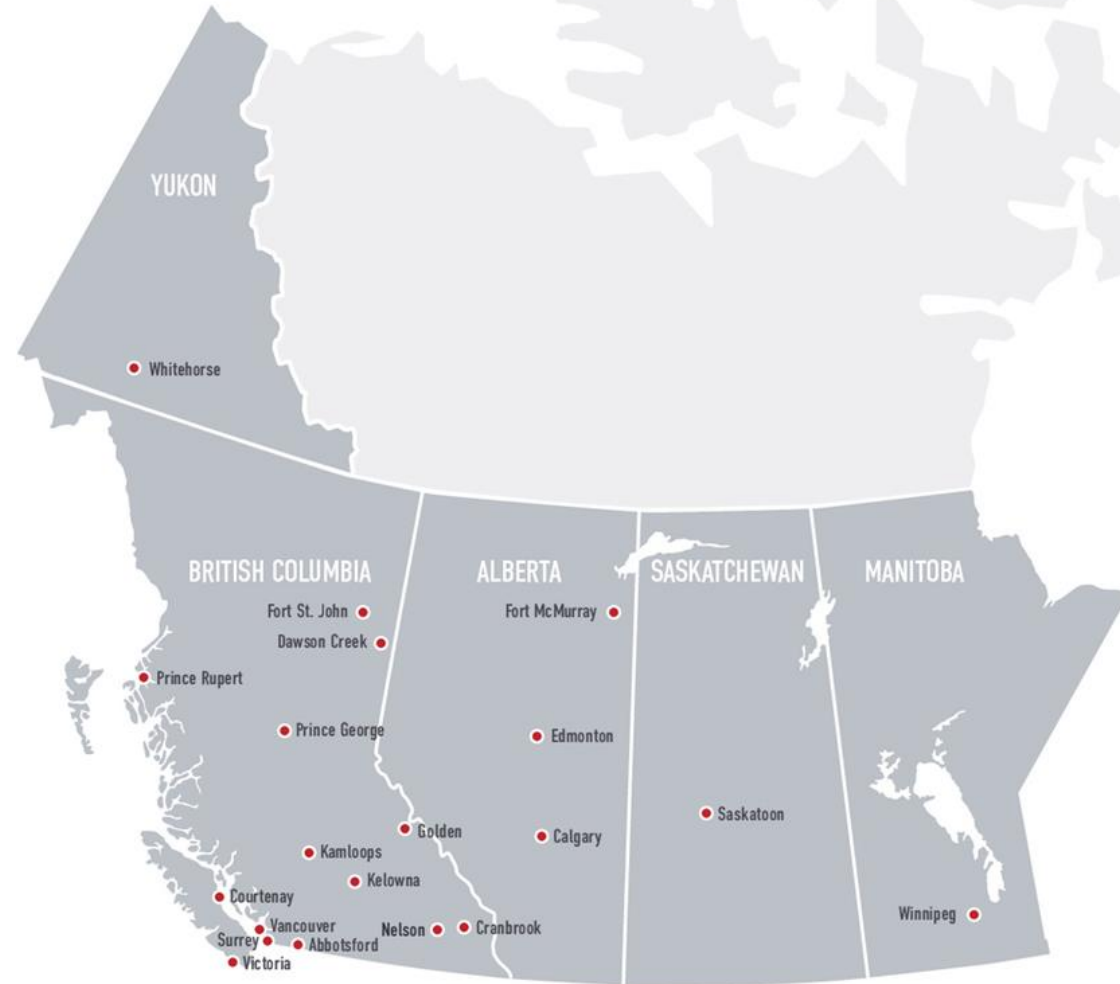 YUKON
Whitehorse
BRITISH COLUMBIA
ALBERTA
SASKATCHEWAN
MANITOBA
Fort St. John
Fort McMurray
Dawson Creek
Prince Rupert
Prince George
Edmonton
Saskatoon
Golden
Calgary
Kamloops
Kelowna
Courtenay
Winnipeg
Vancouver
Nelson
Cranbrook
Surrey
Abbotsford
Victoria